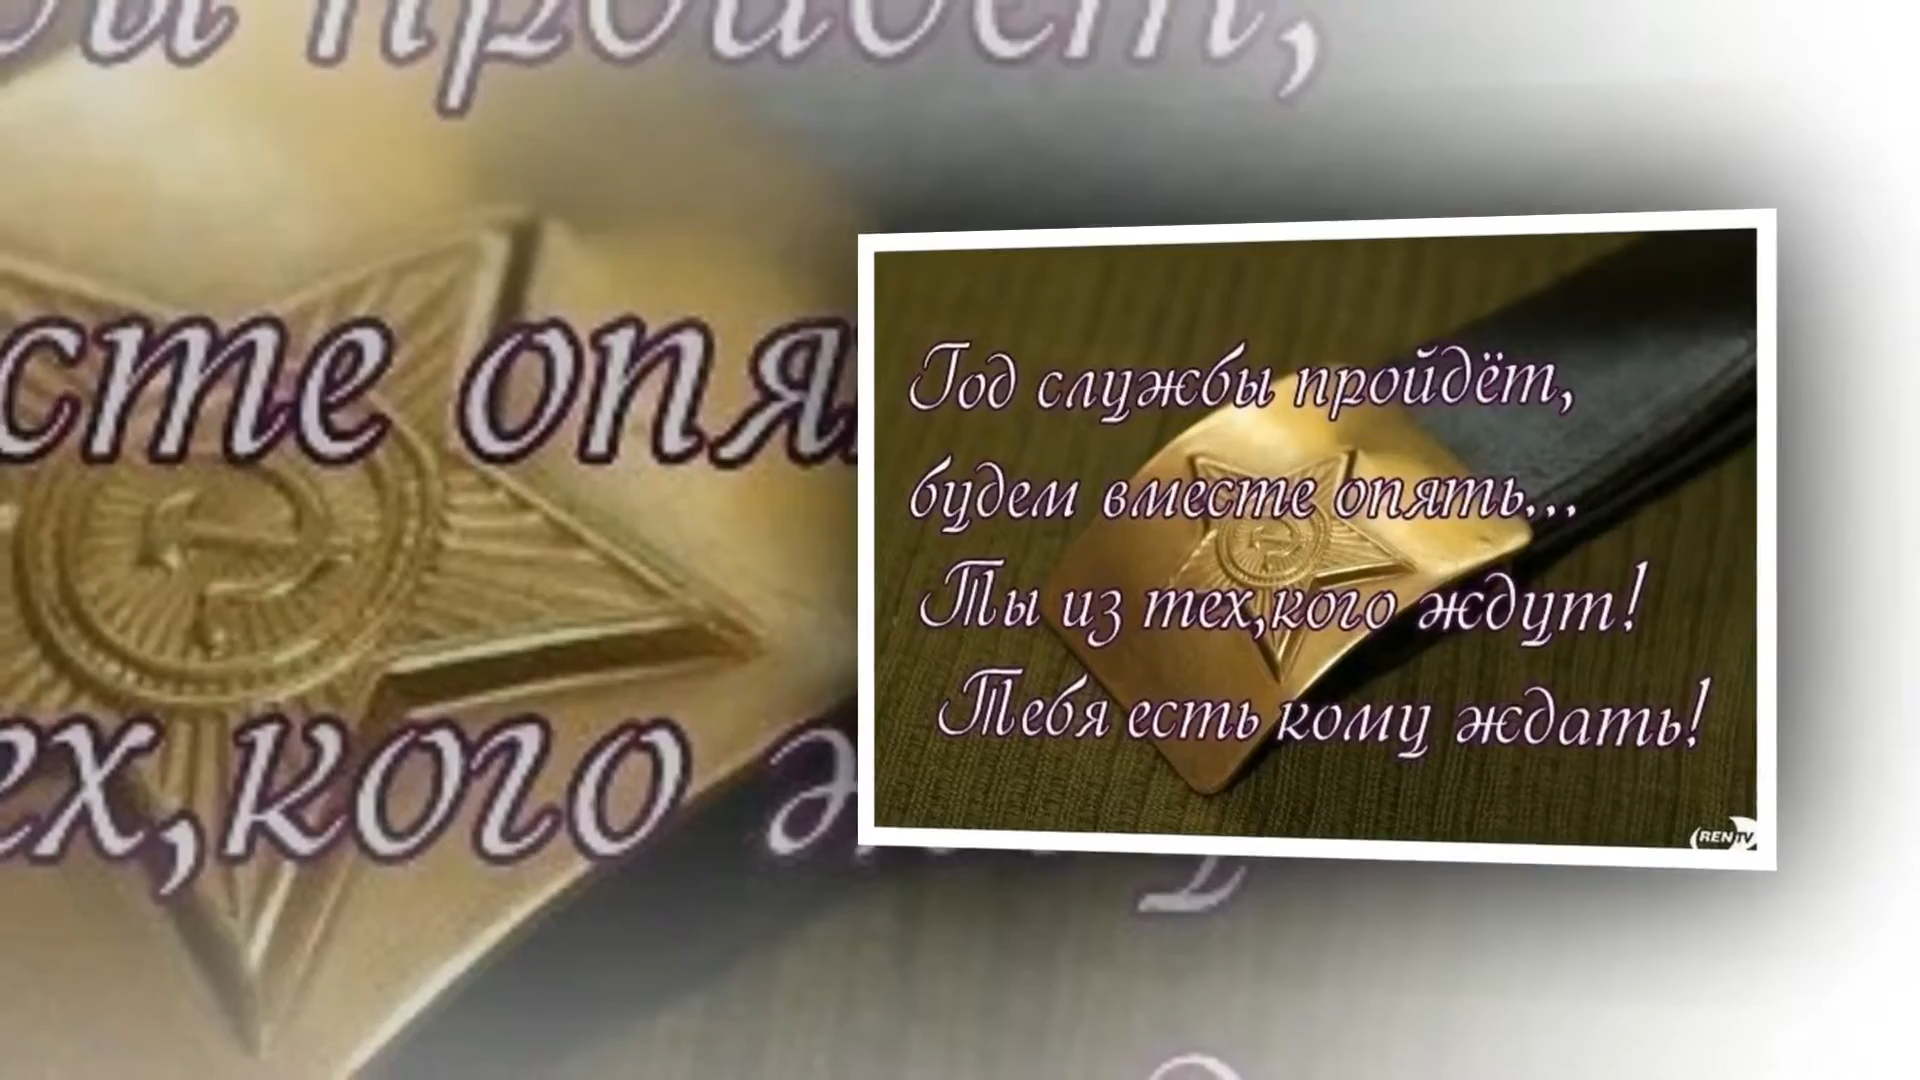 Год службы пройдёт,
будем вместе опять...
Ты из тех,кого ждут!
Тебя есть кому ждать!
REN TV